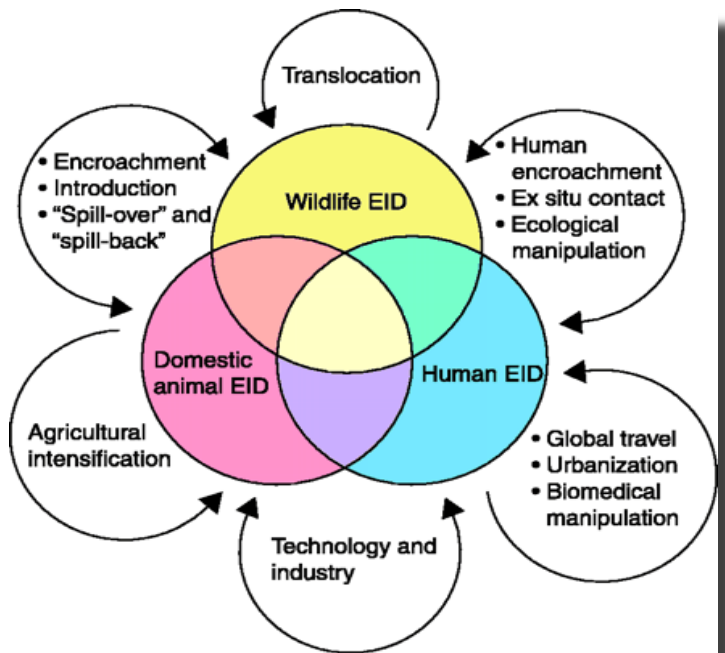 Translocation
• Encroachment
• Introduction
• “Spill-over” and
“spill-back”
• Human
encroachment
• Ex situ contact
• Ecological
manipulation
Wildlife EID
Domestic
animal EID
Human EID
Agricultural
intensification
• Global travel
• Urbanization
• Biomedical
manipulation
Technology and
industry